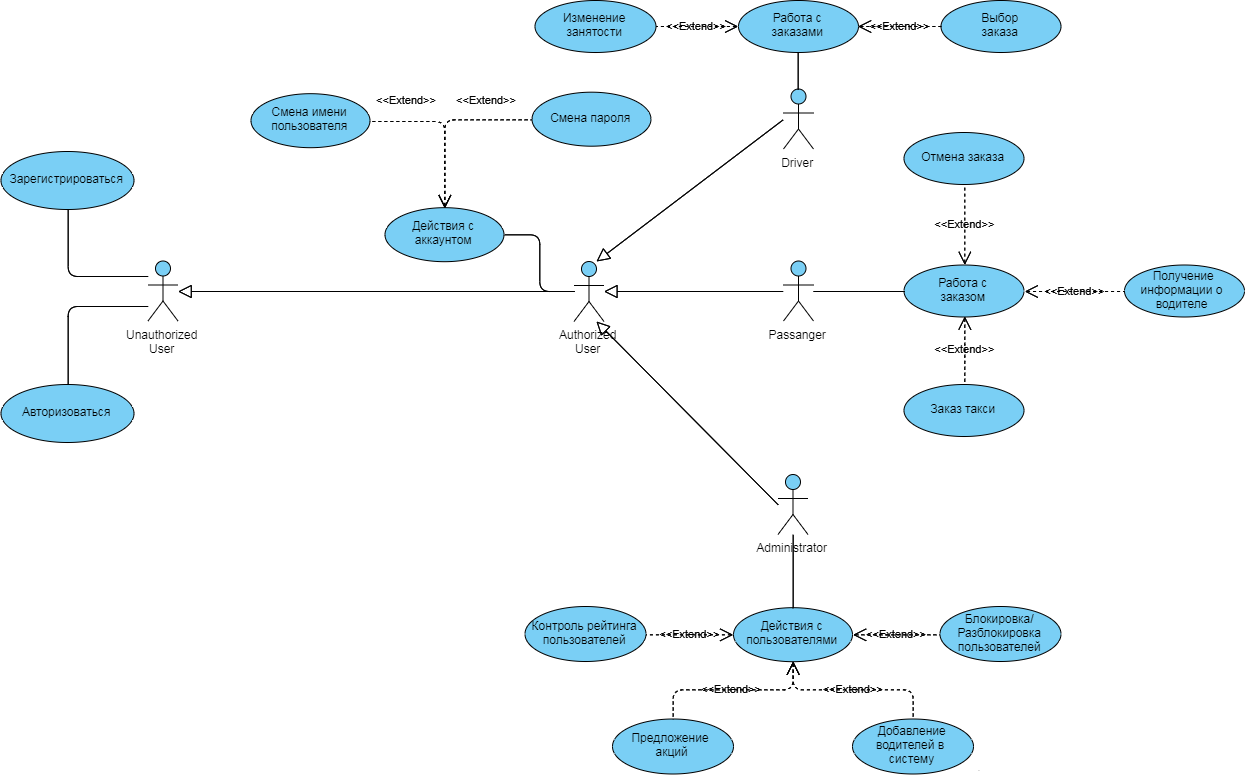 Изменение
занятости
<<Extend>>
Работа с
заказами
<<Extend>>
Выбор
заказа
Смена имени
пользователя
<<Extend>>
<<Extend>>
Смена пароля
Driver
Отмена заказа
Зарегистрироваться
Действия с
аккаунтом
<<Extend>>
Unauthorized
User
Authorized
User
Passanger
Работа с
заказом
<<Extend>>
Получение
информации о
водителе
<<Extend>>
Авторизоваться
Заказ такси
Administrator
Контроль рейтинга
пользователей
<<Extend>>
Действия с
пользователями
<<Extend>>
Блокировка/
Разблокировка
пользователей
<<Extend>>
<<Extend>>
Предложение
акций
Добавление
водителей в
систему